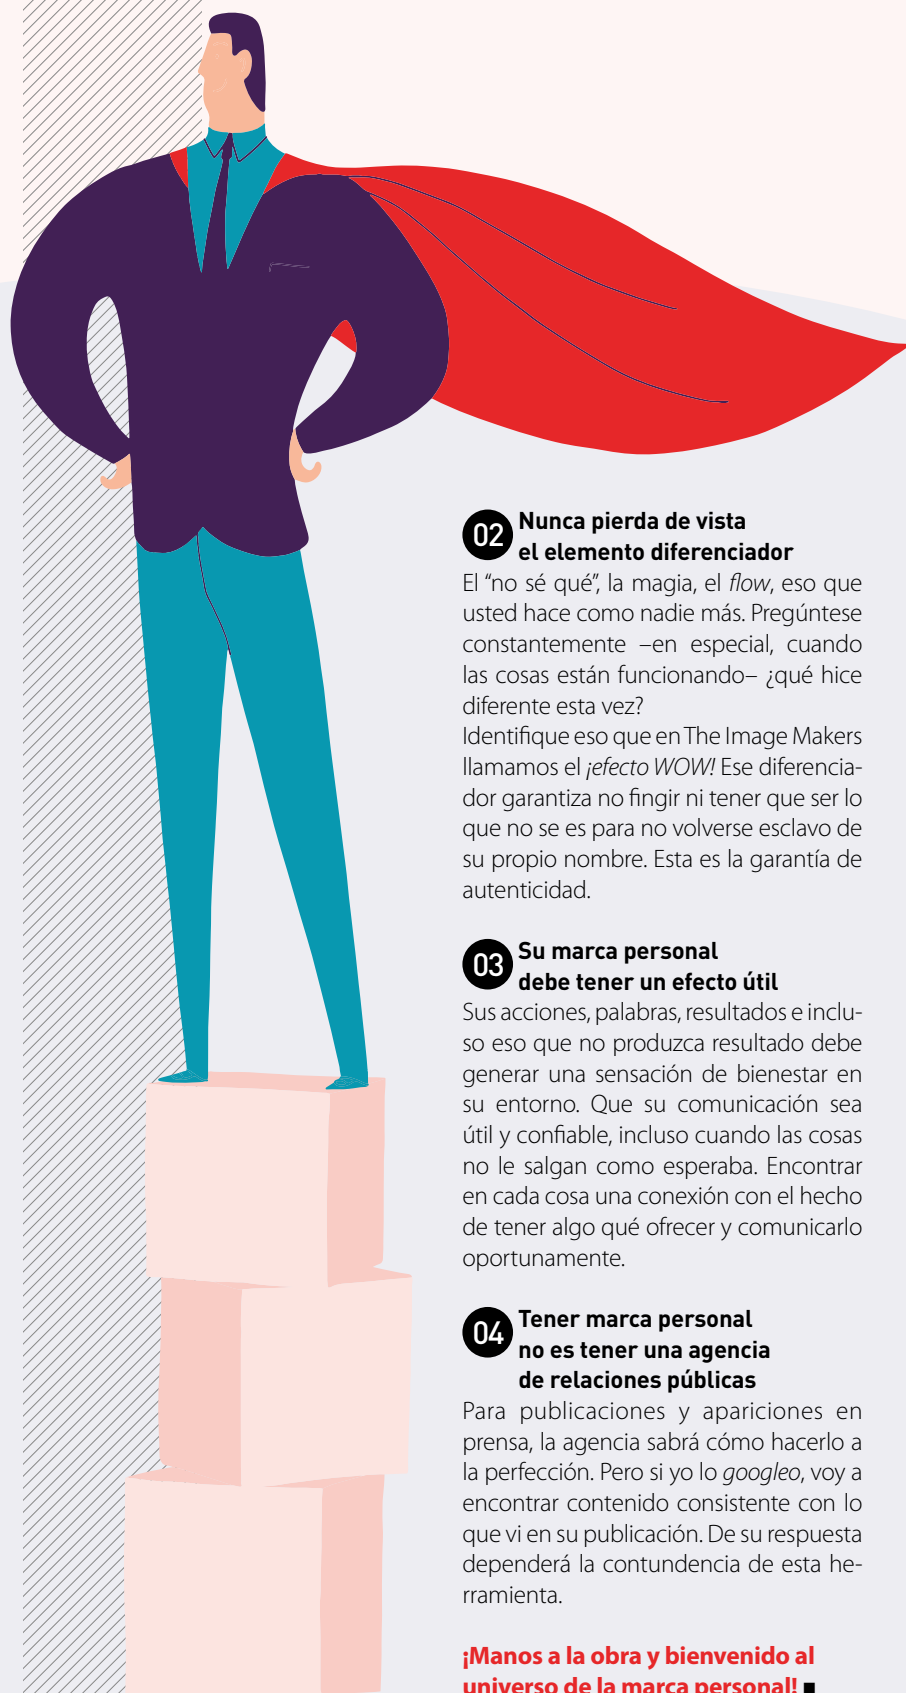 02 Nunca pierda de vista
el elemento diferenciador
El “no sé qué”, la magia, el flow, eso que
usted hace como nadie más. Pregúntese
constantemente –en especial, cuando
las cosas están funcionando– ¿qué hice
diferente esta vez?
Identifique eso que en The Image Makers
llamamos el ¡efecto WOW! Ese diferencia-
dor garantiza no fingir ni tener que ser lo
que no se es para no volverse esclavo de
su propio nombre. Esta es la garantía de
autenticidad.
03 Su marca personal
debe tener un efecto útil
Sus acciones, palabras, resultados e inclu-
so eso que no produzca resultado debe
generar una sensación de bienestar en
su entorno. Que su comunicación sea
útil y confiable, incluso cuando las cosas
no le salgan como esperaba. Encontrar
en cada cosa una conexión con el hecho
de tener algo qué ofrecer y comunicarlo
oportunamente.
04 Tener marca personal
no es tener una agencia
de relaciones públicas
Para publicaciones y apariciones en
prensa, la agencia sabrá cómo hacerlo a
la perfección. Pero si yo lo googleo, voy a
encontrar contenido consistente con lo
que vi en su publicación. De su respuesta
dependerá la contundencia de esta he-
rramienta.
¡Manos a la obra y bienvenido al
universo de la marca personal! ■